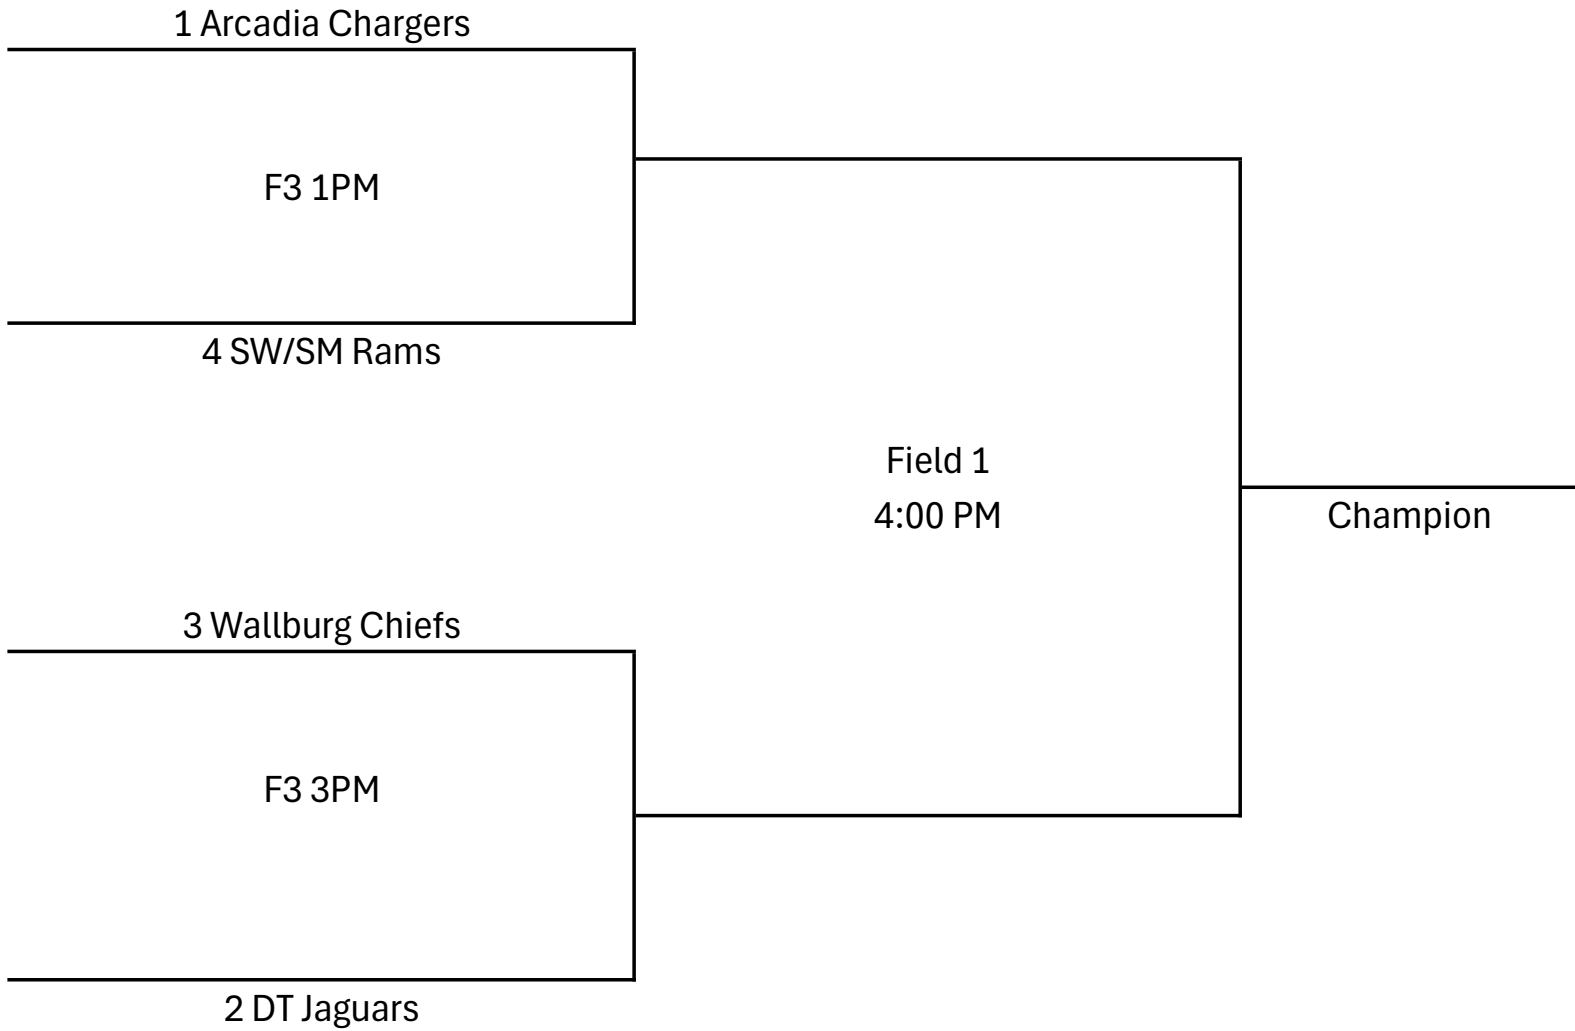 1 Arcadia Chargers
F3 1PM
4 SW/SM Rams
Field 1
4:00 PM
Champion
3 Wallburg Chiefs
F3 3PM
2 DT Jaguars